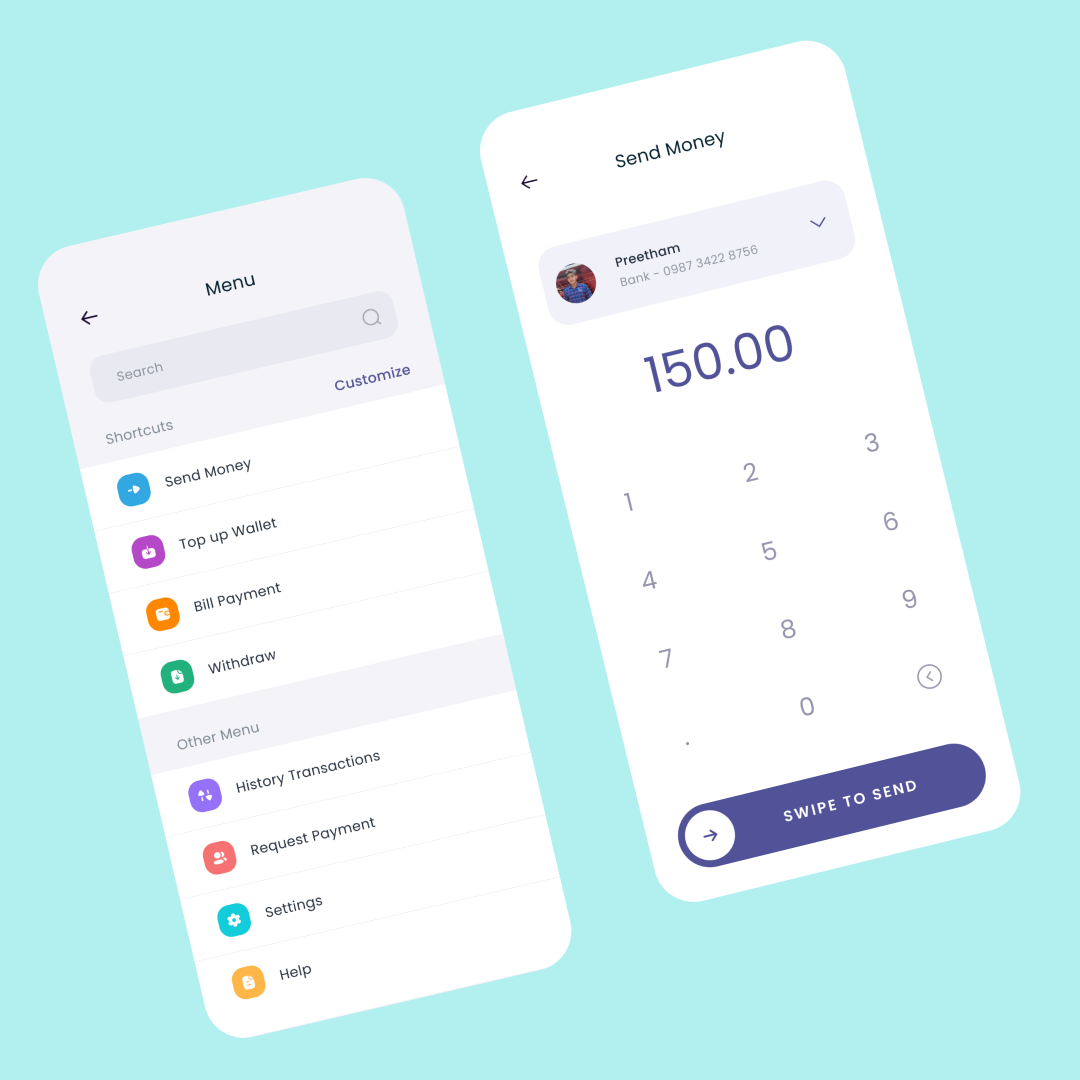 Menu
Search
Shortcuts
Customize
Send Money
Top up Wallet
Bill Payment
Withdraw
Other Menu
History Transactions
Request Payment
Settings
Help
Send Money
Preetham
Bank - 0987 3422 8756
150.00
1 2 3
4 5 6
7 8 9
. 0
SWIPE TO SEND